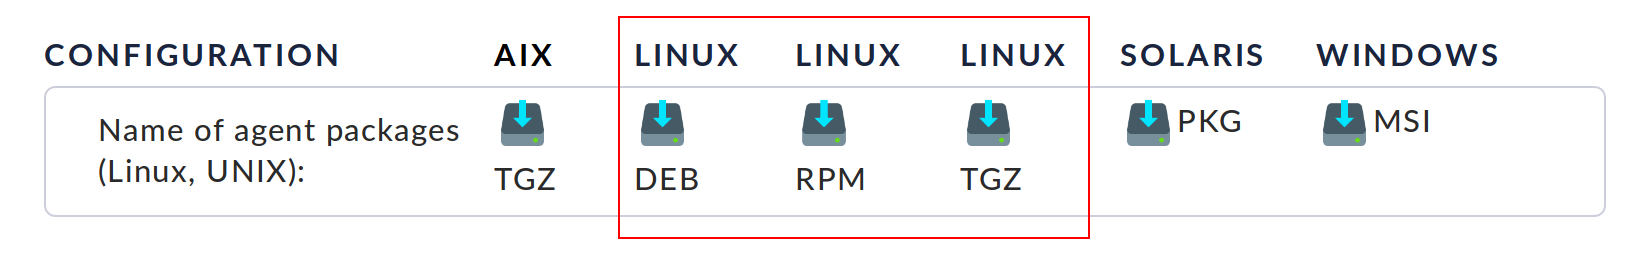 CONFIGURATION AIX LINUX LINUX LINUX SOLARIS WINDOWS
Name of agent packages (Linux, UNIX):
TGZ DEB RPM TGZ PKG MSI